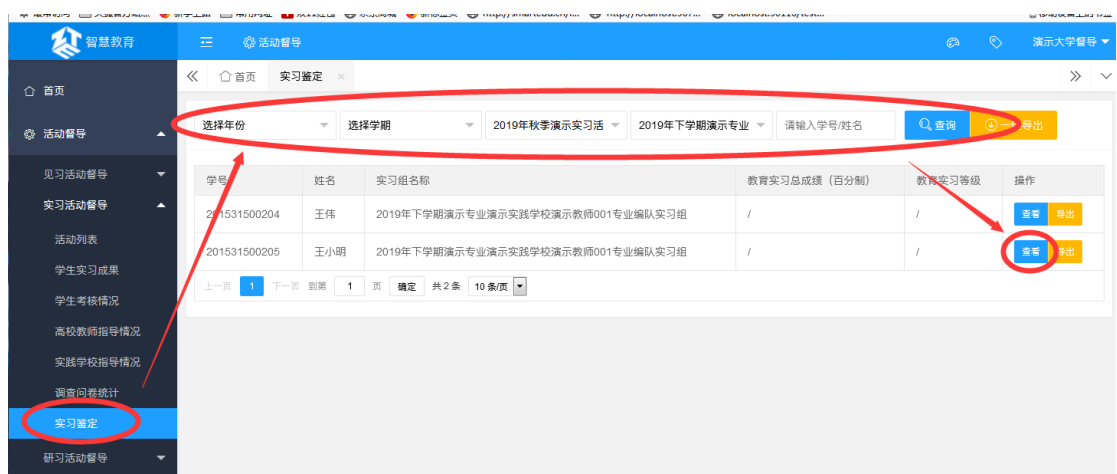 智慧教育
活动督导
演示大学督导
首页
活动督导
见习活动督导
实习活动督导
活动列表
学生实习成果
学生考核情况
高校教师指导情况
实践学校指导情况
调查问卷统计
实习鉴定
研习活动督导
首页 实习鉴定 ×
选择年份 选择学期 2019年秋季演示实习活 2019年下学期演示专业 请输入学号/姓名 查询 导出
学号 姓名 实习组名称 教育实习总成绩（百分制） 教育实习等级 操作
201531500204 王伟 2019年下学期演示专业演示实践学校演示教师001专业编队实习组 / / 查看 导出
201531500205 王小明 2019年下学期演示专业演示实践学校演示教师001专业编队实习组 / / 查看 导出
上一页 1 下一页 到第 1 页 确定 共2条 10条/页